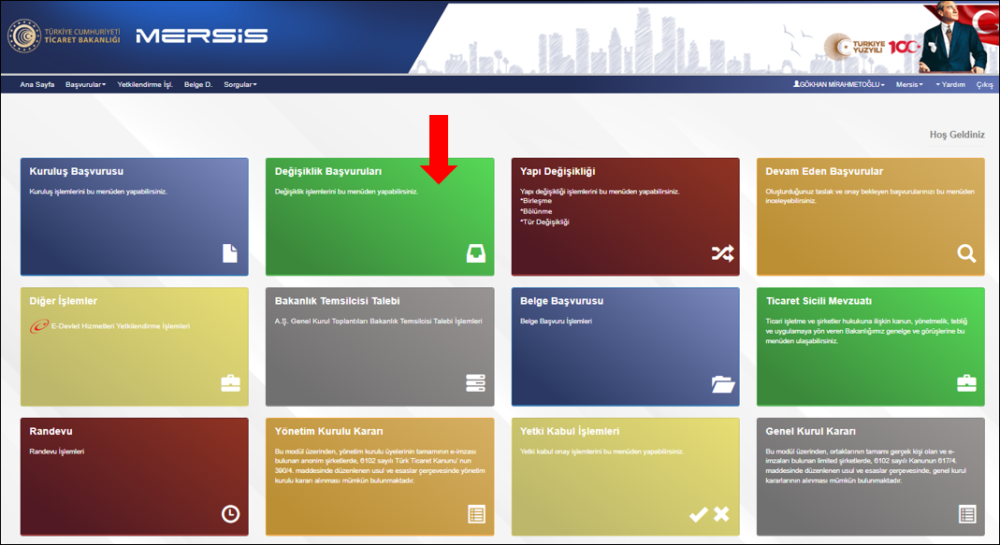 TÜRKİYE CUMHURİYETİ
TİCARET BAKANLIĞI
MERSiS
TÜRKİYE
YÜZYILI
100
Ana Sayfa Başvurular Yetkilendirme İşl. Belge D. Sorgular GÖKHAN MİRAHMETOĞLU Mersis Yardım Çıkış
Hoş Geldiniz
Kuruluş Başvurusu
Kuruluş işlemlerini bu menüden yapabilirsiniz.
Değişiklik Başvuruları
Değişiklik işlemlerini bu menüden yapabilirsiniz.
Yapı Değişikliği
Yapı değişikliği işlemlerini bu menüden yapabilirsiniz.
*Birleşme
*Bölünme
*Tür Değişikliği
Devam Eden Başvurular
Oluşturduğunuz taslak ve onay bekleyen başvurularınızı bu menüden
inceleyebilirsiniz.
Diğer İşlemler
E-Devlet Hizmetleri Yetkilendirme İşlemleri
Bakanlık Temsilcisi Talebi
A.Ş. Genel Kurul Toplantıları Bakanlık Temsilcisi Talebi İşlemleri
Belge Başvurusu
Belge Başvuru İşlemleri
Ticaret Sicili Mevzuatı
Ticari işletme ve şirketler hukukuna ilişkin kanun, yönetmelik, tebliğ
ve uygulamaya yön veren Bakanlığımız genelge ve görüşlerine bu
menüden ulaşabilirsiniz.
Randevu
Randevu İşlemleri
Yönetim Kurulu Kararı
Bu modül üzerinden, yönetim kurulu üyelerinin tamamının e-imzası
bulunan anonim şirketlerde, 6102 sayılı Türk Ticaret Kanunu' nun
390/4. maddesinde düzenlenen usul ve esaslar çerçevesinde yönetim
kurulu kararı alınması mümkün bulunmaktadır.
Yetki Kabul İşlemleri
Yetki kabul onay işlemlerini bu menüden yapabilirsiniz.
Genel Kurul Kararı
Bu modül üzerinden, ortaklarının tamamı gerçek kişi olan ve e-
imzaları bulunan limited şirketlerde, 6102 sayılı Kanunun 617/4.
maddesinde düzenlenen usul ve esaslar çerçevesinde, genel kurul
kararlarının alınması mümkün bulunmaktadır.